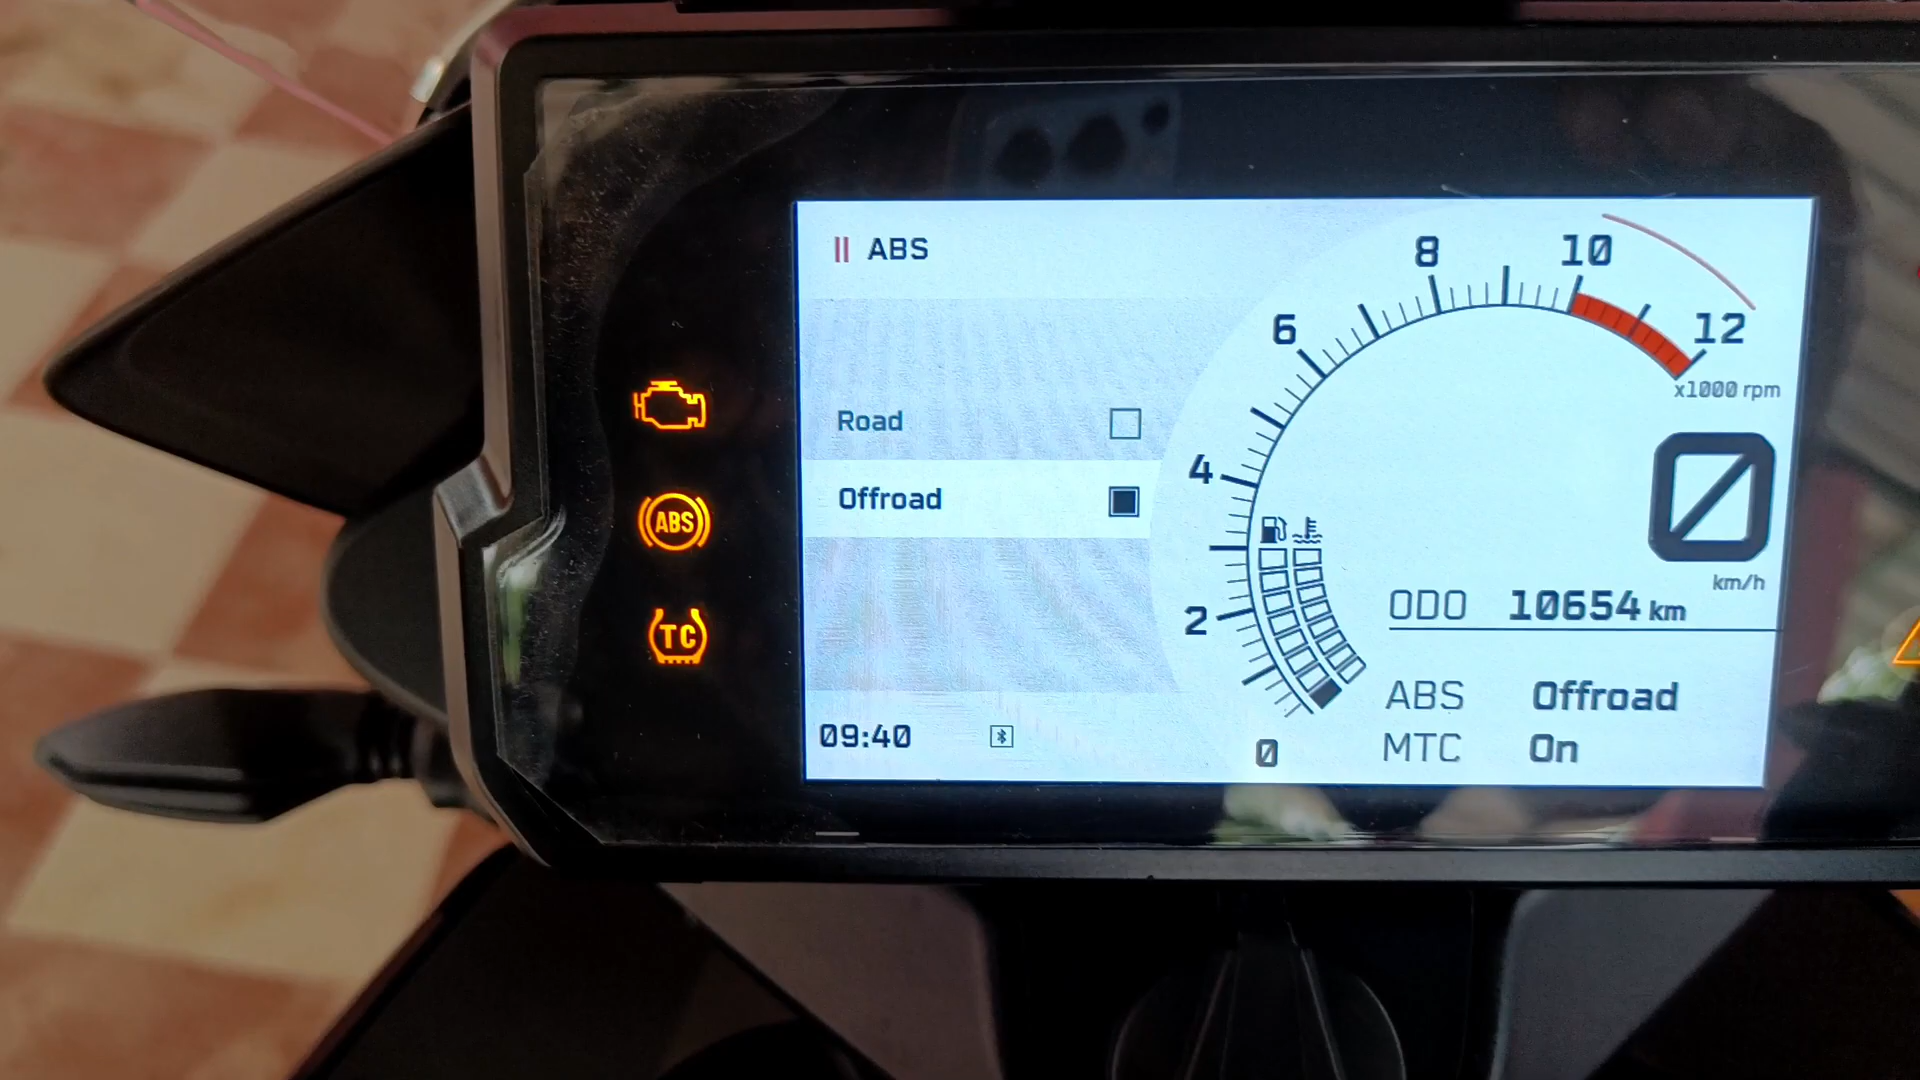 ABS
Road
Offroad
09:40
ABS
TC
0
2
4
6
8
10
12
x1000 rpm
0
km/h
ODO 10654 km
ABS Offroad
MTC On